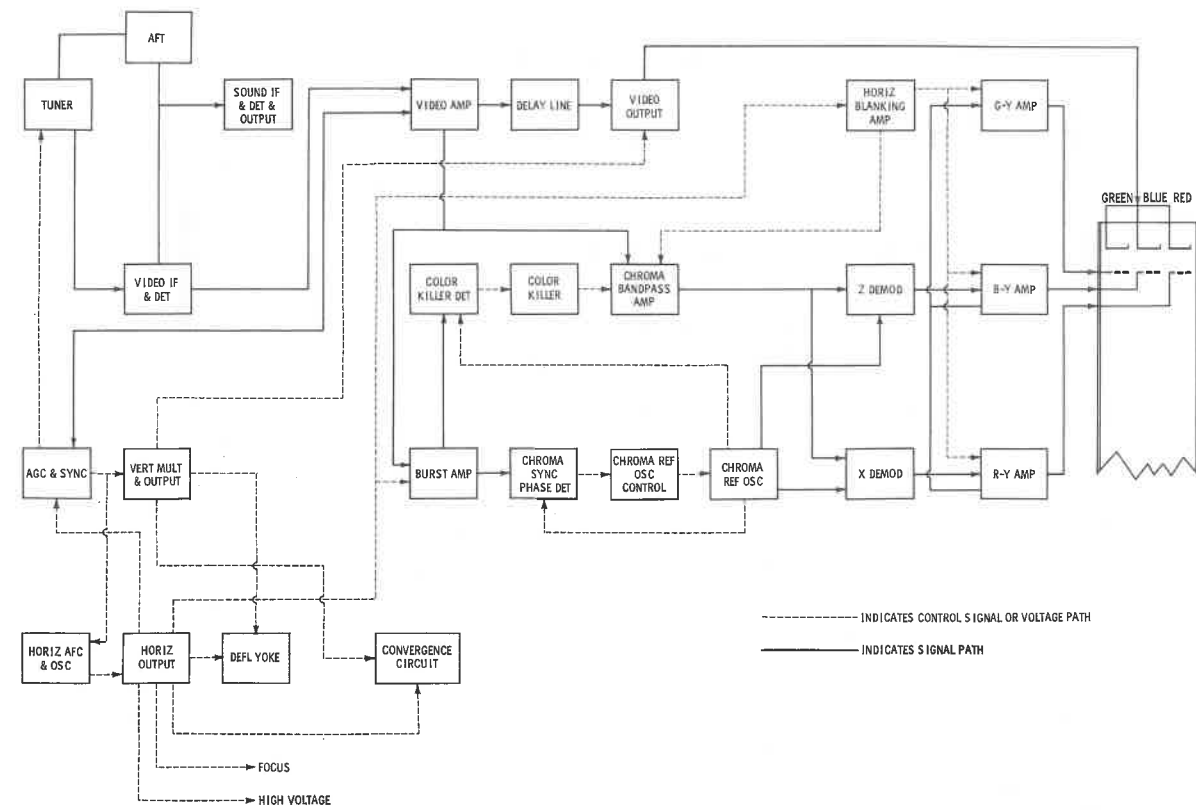 AFT
TUNER
SOUND IF
& DET &
OUTPUT
VIDEO AMP
DELAY LINE
VIDEO
OUTPUT
HORIZ
BLANKING
AMP
G-Y AMP
GREEN BLUE RED
VIDEO IF
& DET
COLOR
KILLER DET
COLOR
KILLER
CHROMA
BANDPASS
AMP
Z DEMOD
B-Y AMP
AGC & SYNC
VERT MULT
& OUTPUT
BURST AMP
CHROMA
SYNC
PHASE DET
CHROMA REF
OSC
CONTROL
CHROMA
REF OSC
X DEMOD
R-Y AMP
HORIZ AFC
& OSC
HORIZ
OUTPUT
DEFL YOKE
CONVERGENCE
CIRCUIT
INDICATES CONTROL SIGNAL OR VOLTAGE PATH
INDICATES SIGNAL PATH
FOCUS
HIGH VOLTAGE